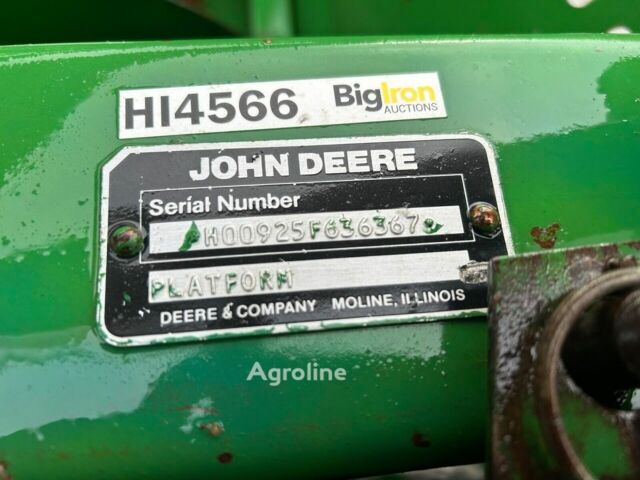 HI4566 BigIron
AUCTIONS
JOHN DEERE
Serial Number
H00925F636367
PLATFORM
DEERE & COMPANY MOLINE, ILLINOIS
Agroline